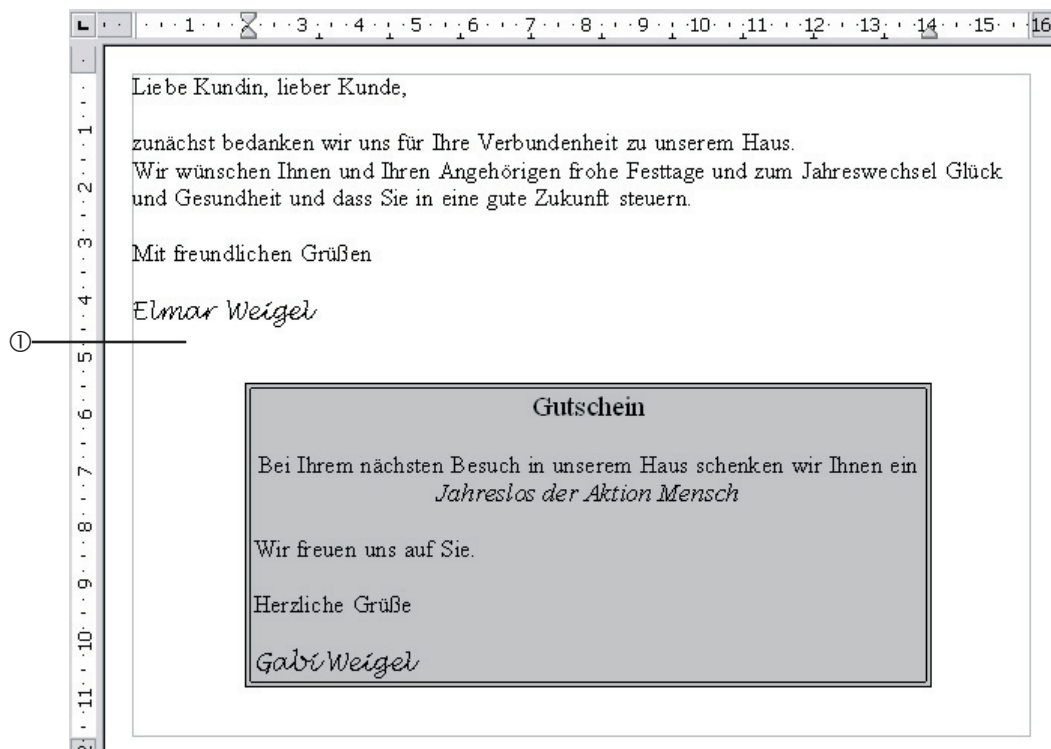 L 1 3 4 5 6 7 8 9 10 11 12 13 14 15 16
Liebe Kundin, lieber Kunde,
zunächst bedanken wir uns für Ihre Verbundenheit zu unserem Haus.
Wir wünschen Ihnen und Ihren Angehörigen frohe Festtage und zum Jahreswechsel Glück
und Gesundheit und dass Sie in eine gute Zukunft steuern.
Mit freundlichen Grüßen
Elmar Weigel
①
Gutschein
Bei Ihrem nächsten Besuch in unserem Haus schenken wir Ihnen ein
Jahreslos der Aktion Mensch
Wir freuen uns auf Sie.
Herzliche Grüße
Gabi Weigel
1
2
3
4
5
6
7
8
9
10
11